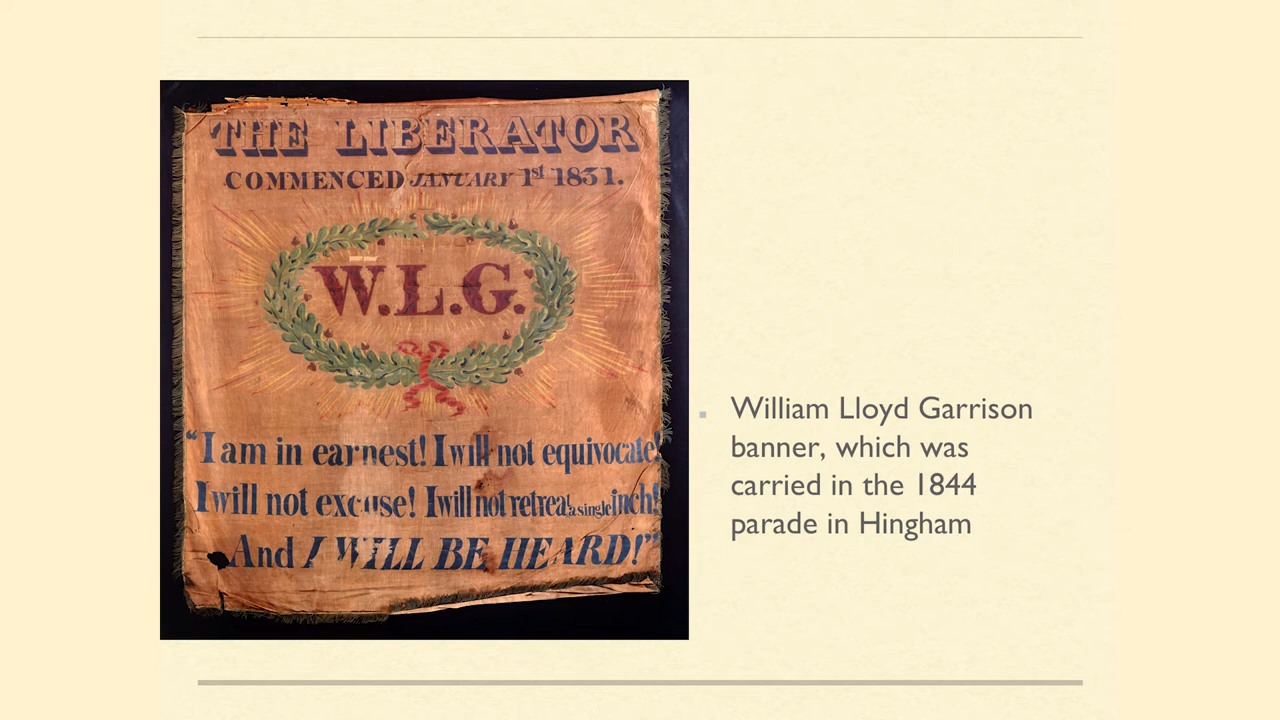 THE LIBERATOR
COMMENCED JANUARY 1st 1831.
W.L.G.
"I am in earnest! I will not equivocate!
I will not excuse! I will not retreat a single inch!
And I WILL BE HEARD!"
William Lloyd Garrison
banner, which was
carried in the 1844
parade in Hingham